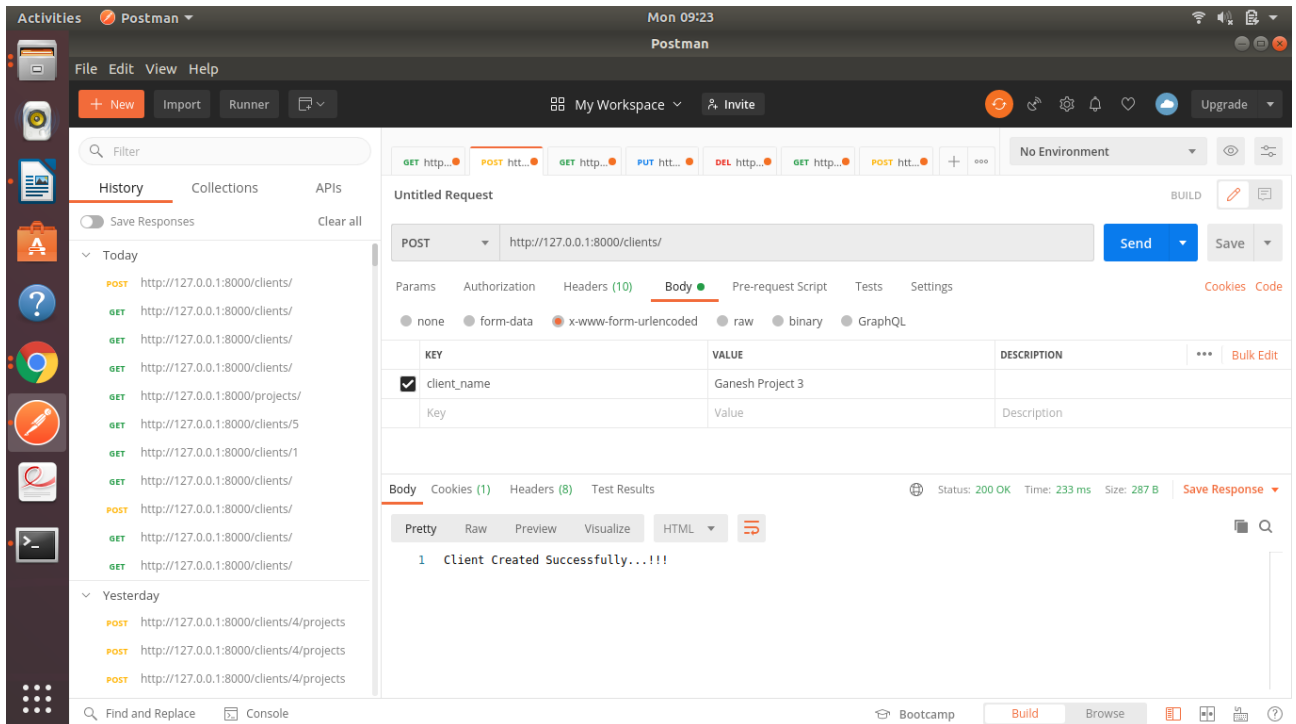 Activities Postman Mon 09:23
Postman
File Edit View Help
+ New Import Runner My Workspace Invite Upgrade
Filter
History Collections APIs
Save Responses Clear all
Today
POST http://127.0.0.1:8000/clients/
GET http://127.0.0.1:8000/clients/
GET http://127.0.0.1:8000/clients/
GET http://127.0.0.1:8000/clients/
GET http://127.0.0.1:8000/projects/
GET http://127.0.0.1:8000/clients/5
GET http://127.0.0.1:8000/clients/1
GET http://127.0.0.1:8000/clients/
POST http://127.0.0.1:8000/clients/
GET http://127.0.0.1:8000/clients/
GET http://127.0.0.1:8000/clients/
Yesterday
POST http://127.0.0.1:8000/clients/4/projects
POST http://127.0.0.1:8000/clients/4/projects
POST http://127.0.0.1:8000/clients/4/projects
GET http... POST htt... GET http... PUT htt... DEL http... GET http... POST htt... + ooo No Environment
Untitled Request BUILD
POST http://127.0.0.1:8000/clients/ Send Save
Params Authorization Headers (10) Body Pre-request Script Tests Settings Cookies Code
none form-data x-www-form-urlencoded raw binary GraphQL
KEY VALUE DESCRIPTION ••• Bulk Edit
client_name Ganesh Project 3
Key Value Description
Body Cookies (1) Headers (8) Test Results Status: 200 OK Time: 233 ms Size: 287 B Save Response
Pretty Raw Preview Visualize HTML
1 Client Created Successfully...!!!
Find and Replace Console Bootcamp Build Browse